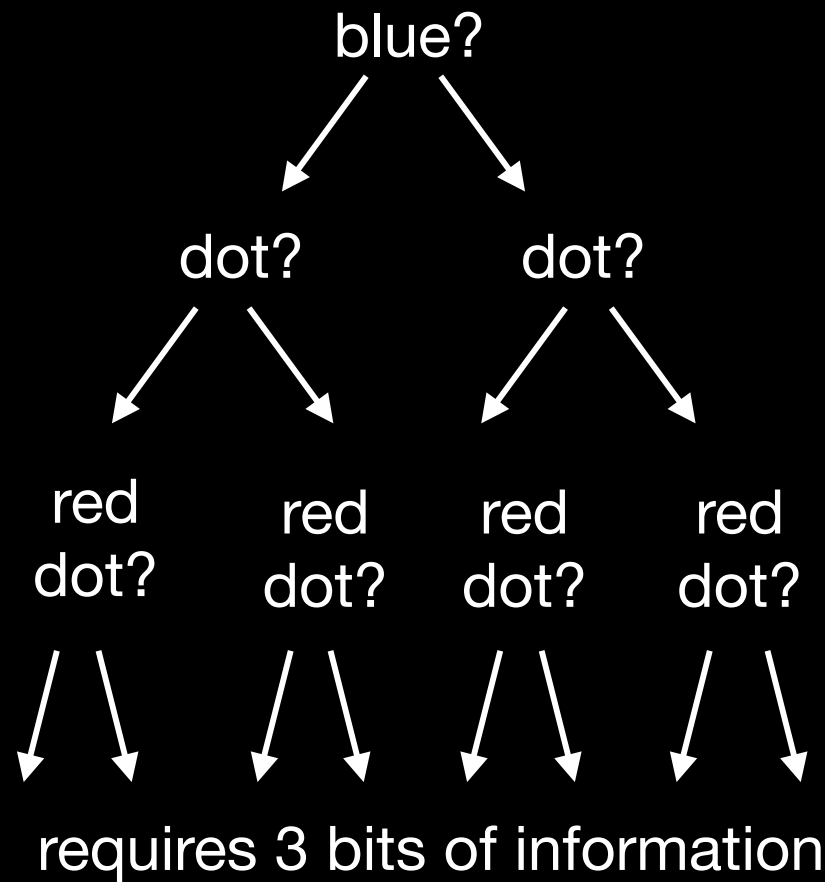 blue?
dot? dot?
red red red red
dot? dot? dot? dot?
requires 3 bits of information